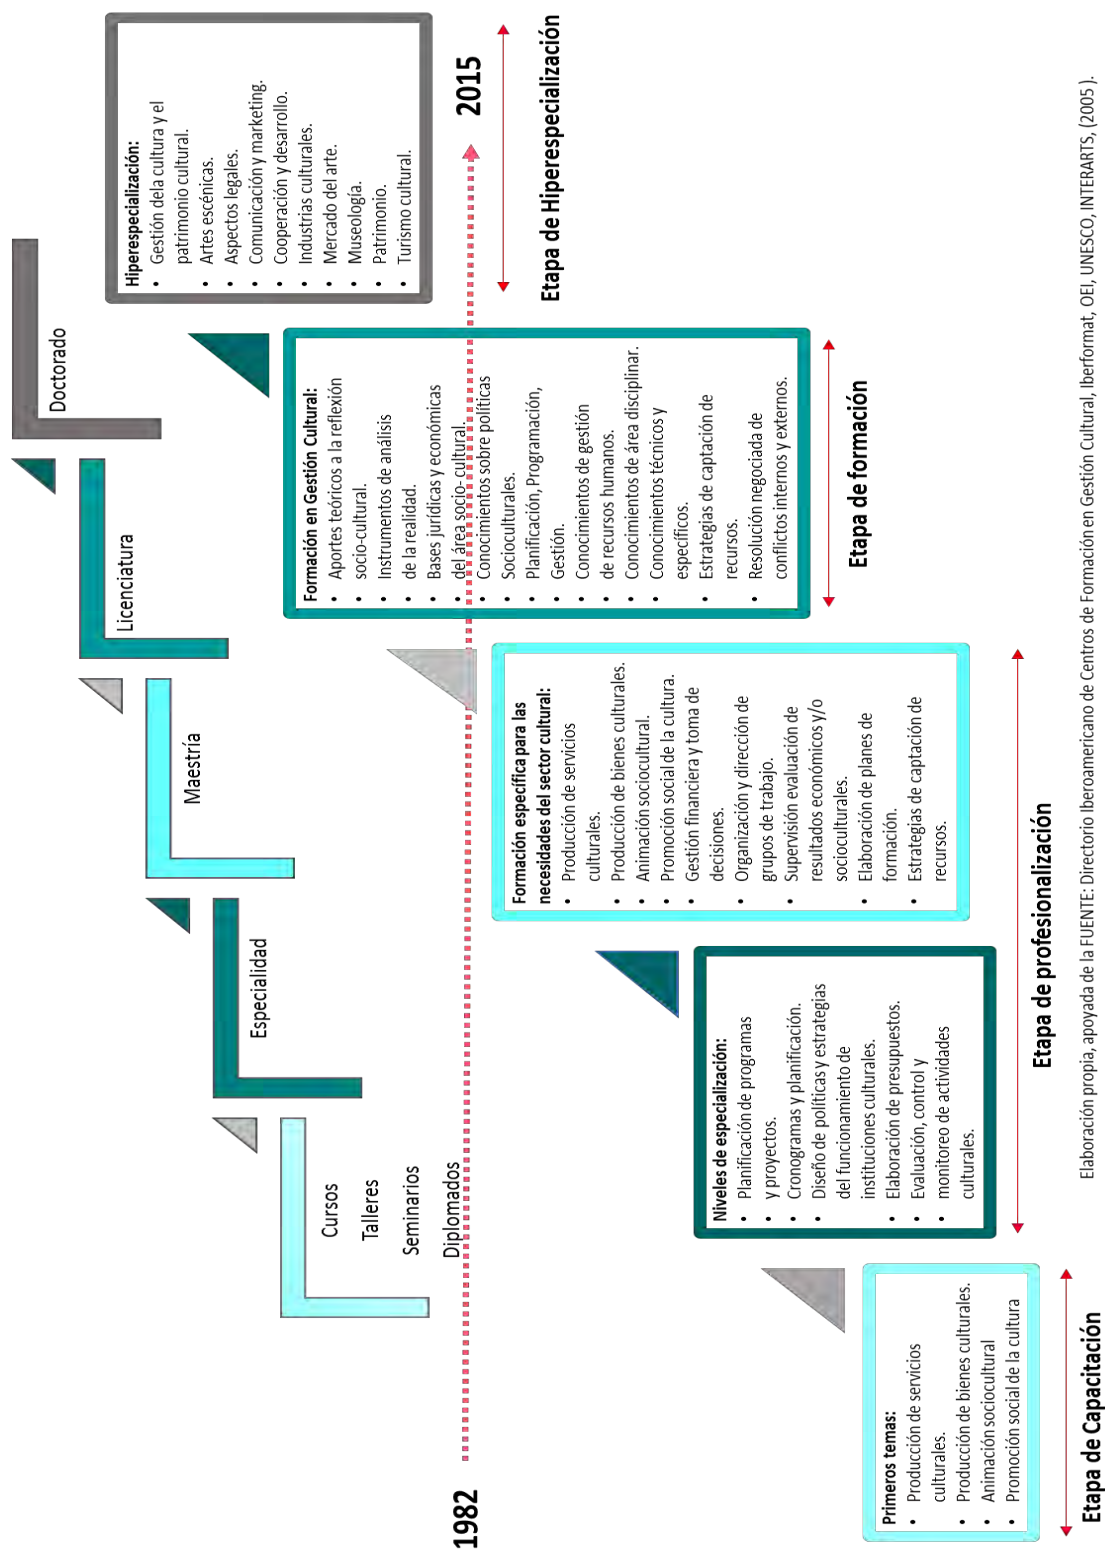 Doctorado
Licenciatura
Maestría
Especialidad
Cursos
Talleres
Seminarios
Diplomados
1982
2015
Primeros temas:
• Producción de servicios
culturales.
• Producción de bienes culturales.
• Animación sociocultural
• Promoción social de la cultura
Etapa de Capacitación
Niveles de especialización:
• Planificación de programas
• y proyectos.
• Cronogramas y planificación.
• Diseño de políticas y estrategias
del funcionamiento de
instituciones culturales.
• Elaboración de presupuestos.
• Evaluación, control y
• monitoreo de actividades
culturales.
Formación específica para las
necesidades del sector cultural:
• Producción de servicios
culturales.
• Producción de bienes culturales.
• Animación sociocultural.
• Promoción social de la cultura.
• Gestión financiera y toma de
decisiones.
• Organización y dirección de
grupos de trabajo.
• Supervisión evaluación de
resultados económicos y/o
socioculturales.
• Elaboración de planes de
formación.
• Estrategias de captación de
recursos.
Etapa de profesionalización
Formación en Gestión Cultural:
• Aportes teóricos a la reflexión
• socio-cultural.
• Instrumentos de análisis
• de la realidad.
• Bases jurídicas y económicas
• del área socio- cultural.
• Conocimientos sobre políticas
• Socioculturales.
• Planificación, Programación,
• Gestión.
• Conocimientos de gestión
• de recursos humanos.
• Conocimientos de área disciplinar.
• Conocimientos técnicos y
específicos.
• Estrategias de captación de
recursos.
• Resolución negociada de
conflictos internos y externos.
Etapa de formación
Hiperespecialización:
• Gestión dela cultura y el
patrimonio cultural.
• Artes escénicas.
• Aspectos legales.
• Comunicación y marketing.
• Cooperación y desarrollo.
• Industrias culturales.
• Mercado del arte.
• Museología.
• Patrimonio.
• Turismo cultural.
Etapa de Hiperespecialización
Elaboración propia, apoyada de la FUENTE: Directorio Iberoamericano de Centros de Formación en Gestión Cultural, Iberformat, OEI, UNESCO, INTERARTS, (2005 ).